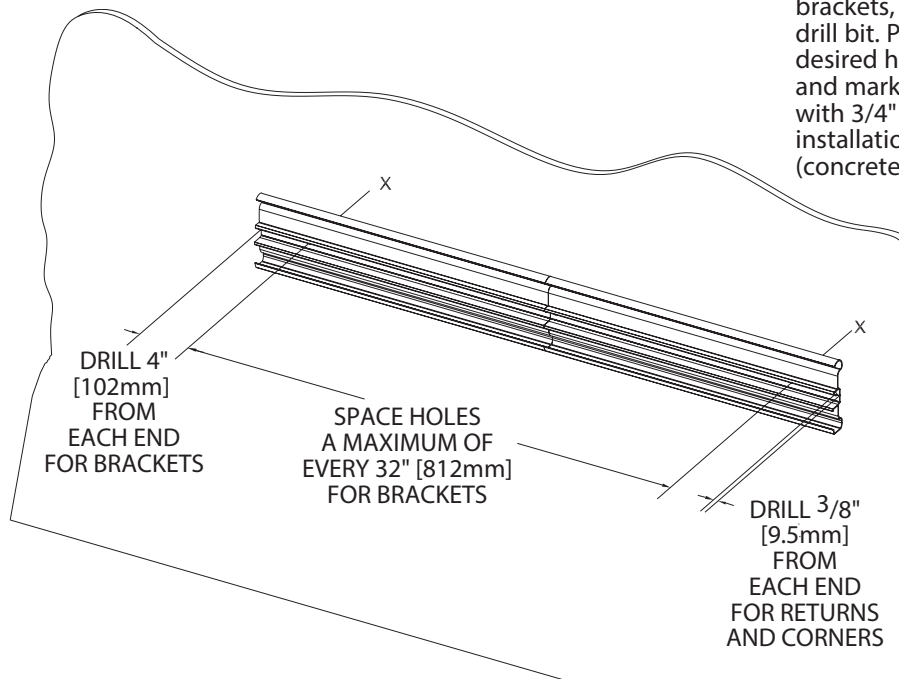 brackets,
drill bit. P
desired h
and mark
with 3/4"
installatio
(concrete
X
X
DRILL 4"
[102mm]
FROM
EACH END
FOR BRACKETS
SPACE HOLES
A MAXIMUM OF
EVERY 32" [812mm]
FOR BRACKETS
DRILL 3/8"
[9.5mm]
FROM
EACH END
FOR RETURNS
AND CORNERS